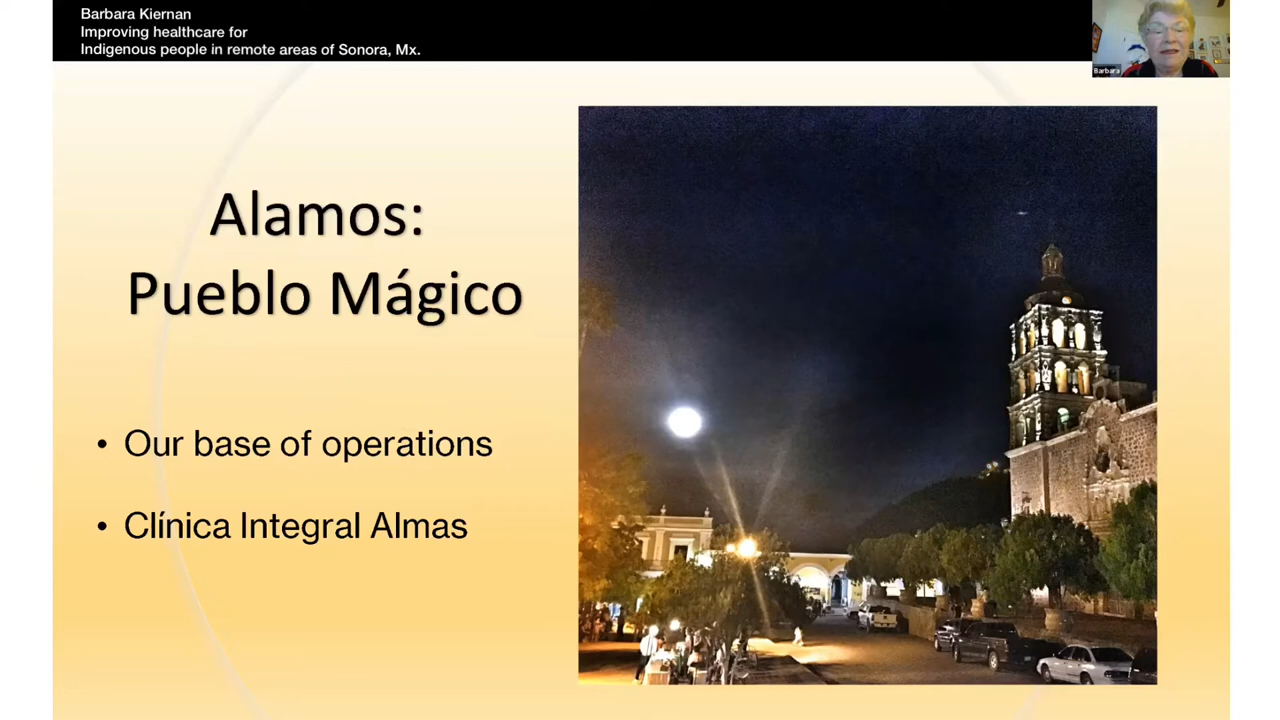 Barbara Kiernan
Improving healthcare for
Indigenous people in remote areas of Sonora, Mx.
Barbara
Alamos:
Pueblo Mágico
• Our base of operations
• Clínica Integral Almas